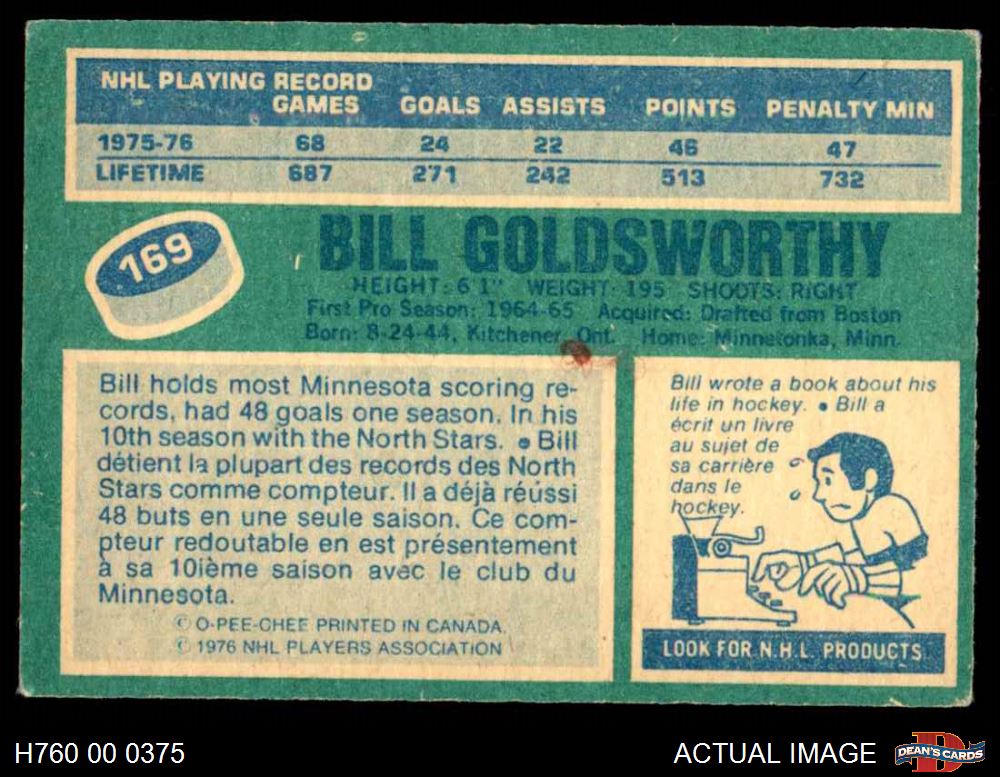 NHL PLAYING RECORD
GAMES GOALS ASSISTS POINTS PENALTY MIN
1975-76 68 24 22 46 47
LIFETIME 687 271 242 513 732
169
BILL GOLDSWORTHY
HEIGHT: 6'1" WEIGHT: 195 SHOOTS: RIGHT
First Pro Season: 1964-65 Acquired: Drafted from Boston
Born: 8-24-44, Kitchener, Ont. Home: Minnetonka, Minn.
Bill holds most Minnesota scoring re-
cords, had 48 goals one season. In his
10th season with the North Stars. • Bill
détient la plupart des records des North
Stars comme compteur. Il a déjà réussi
48 buts en une seule saison. Ce com-
pteur redoutable en est présentement
à sa 10ième saison avec le club du
Minnesota.
© O-PEE-CHEE PRINTED IN CANADA.
© 1976 NHL PLAYERS ASSOCIATION
Bill wrote a book about his
life in hockey. • Bill a
écrit un livre
au sujet de
sa carrière
dans le
hockey.
LOOK FOR N.H.L. PRODUCTS
H760 00 0375
ACTUAL IMAGE
DEAN'S CARDS